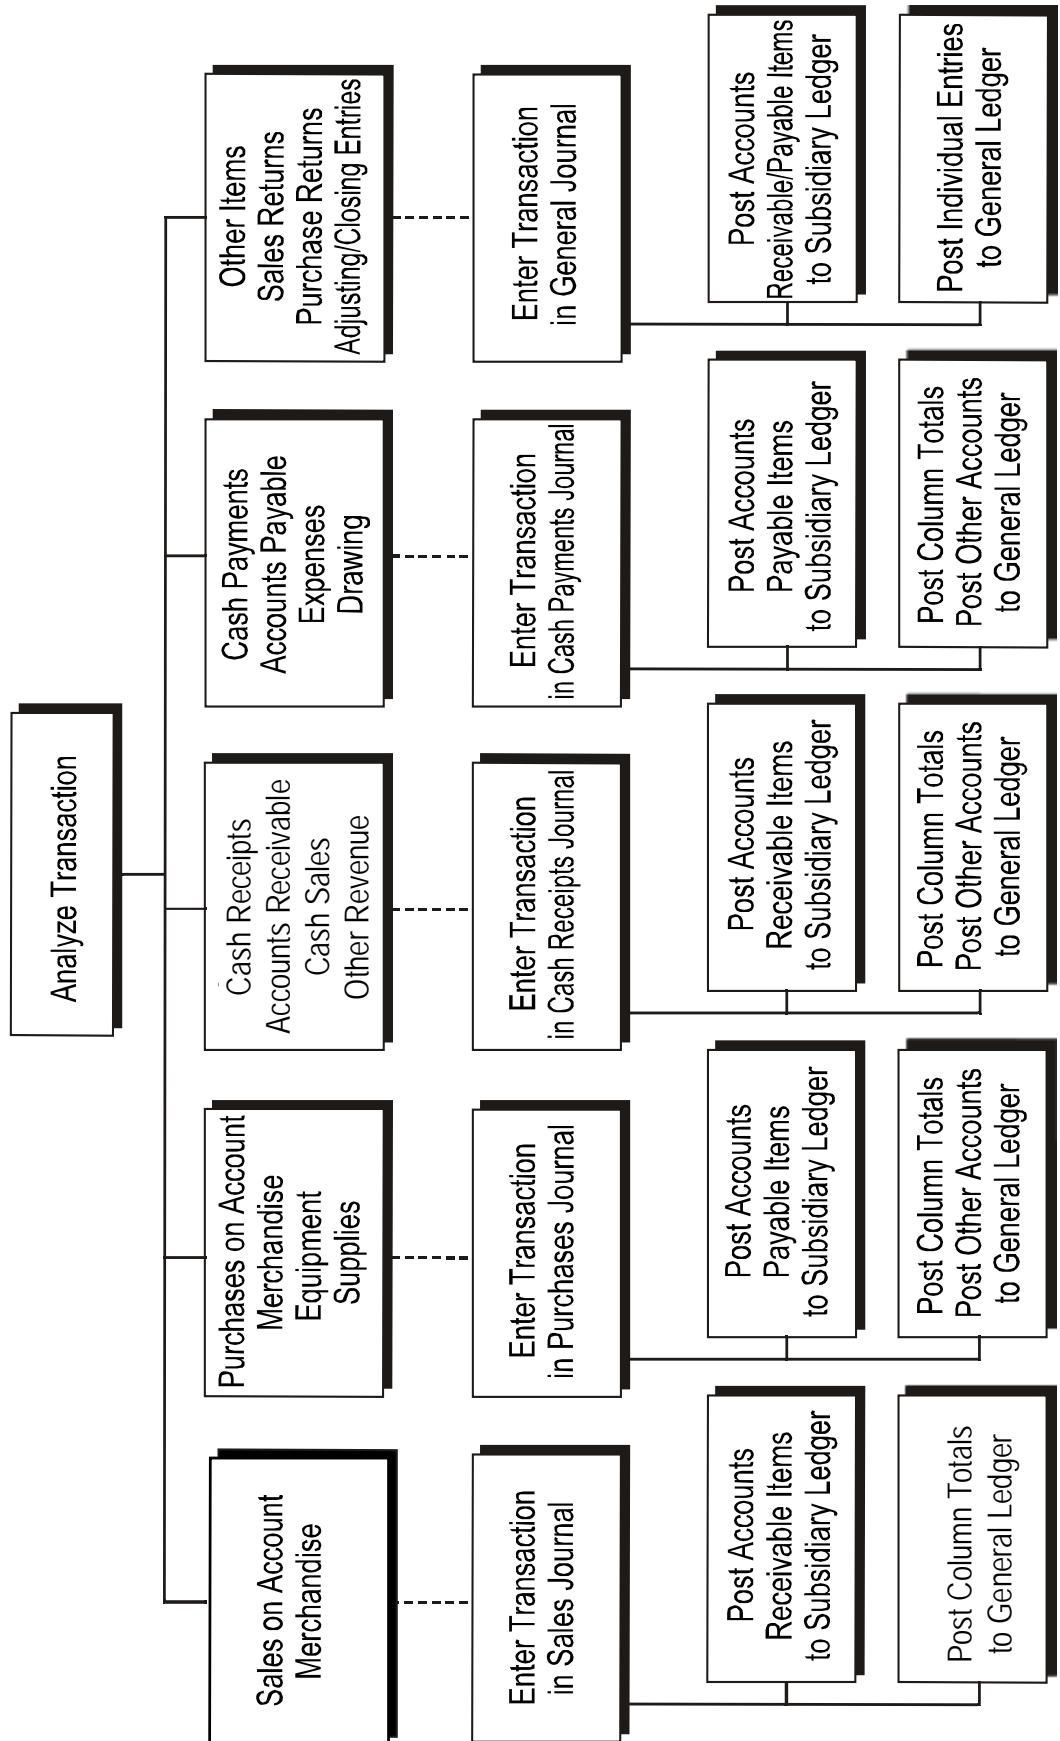 Analyze Transaction
Sales on Account
Merchandise
Purchases on Account
Merchandise
Equipment
Supplies
Cash Receipts
Accounts Receivable
Cash Sales
Other Revenue
Cash Payments
Accounts Payable
Expenses
Drawing
Other Items
Sales Returns
Purchase Returns
Adjusting/Closing Entries
Enter Transaction
in Sales Journal
Enter Transaction
in Purchases Journal
Enter Transaction
in Cash Receipts Journal
Enter Transaction
in Cash Payments Journal
Enter Transaction
in General Journal
Post Accounts
Receivable Items
to Subsidiary Ledger
Post Accounts
Payable Items
to Subsidiary Ledger
Post Accounts
Receivable Items
to Subsidiary Ledger
Post Accounts
Payable Items
to Subsidiary Ledger
Post Accounts
Receivable/Payable Items
to Subsidiary Ledger
Post Column Totals
to General Ledger
Post Column Totals
Post Other Accounts
to General Ledger
Post Column Totals
Post Other Accounts
to General Ledger
Post Column Totals
Post Other Accounts
to General Ledger
Post Individual Entries
to General Ledger